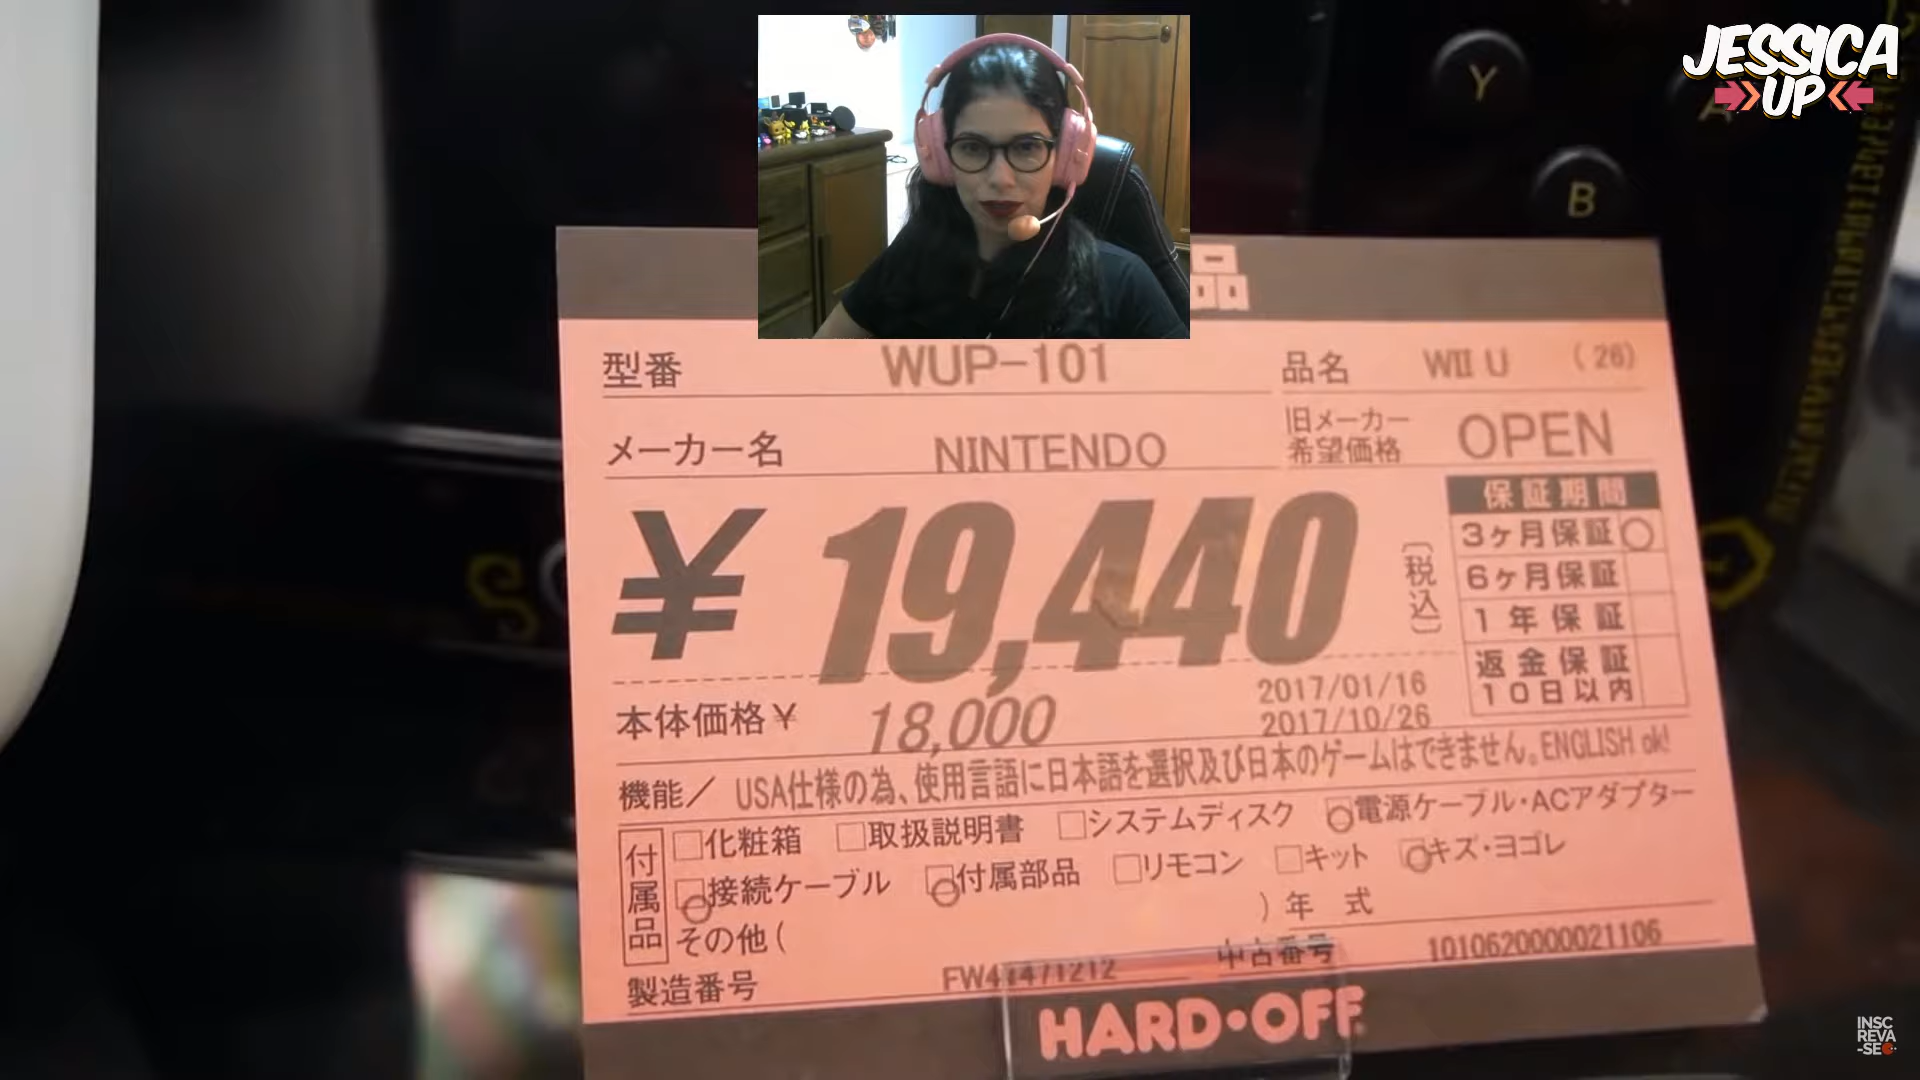 JESSICA
UP
Y
A
B
品
型番 WUP-101 品名 WII U (26)
メーカー名 NINTENDO 旧メーカー希望価格 OPEN
¥ 19,440 〔税込〕
保証期間
3ヶ月保証 ○
6ヶ月保証
1年保証
返金保証
10日以内
本体価格¥ 18,000
2017/01/16
2017/10/26
機能/ USA仕様の為、使用言語に日本語を選択及び日本のゲームはできません。ENGLISH ok!
付属品
□化粧箱 □取扱説明書 □システムディスク □電源ケーブル・ACアダプター
□接続ケーブル □付属部品 □リモコン □キット □キズ・ヨゴレ
その他( ) 年 式
製造番号 中古番号 1010620000021106
HARD・OFF
INSC
REVA
-SE